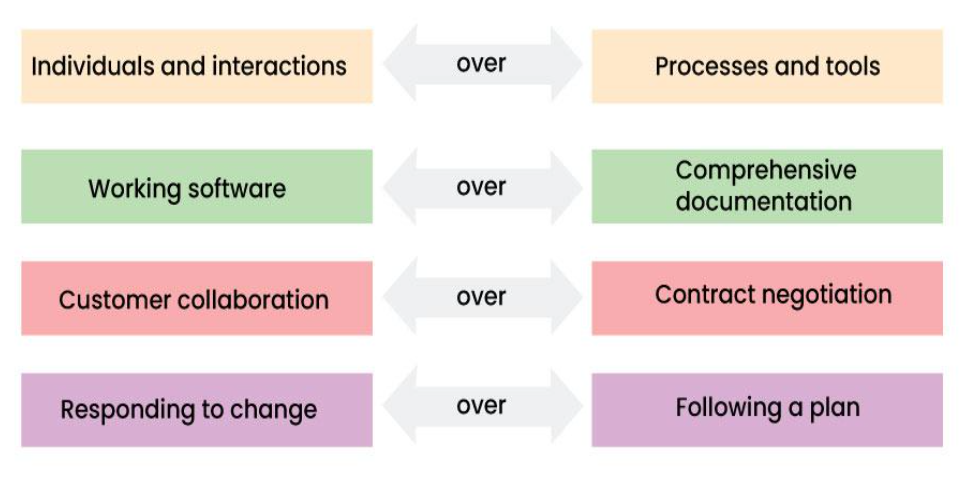 Individuals and interactions over Processes and tools
Working software over Comprehensive
documentation
Customer collaboration over Contract negotiation
Responding to change over Following a plan